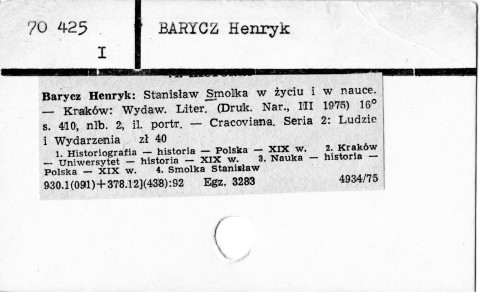 70 425
I
BARYCZ Henryk
Barycz Henryk: Stanisław Smolka w życiu i w nauce.
— Kraków: Wydaw. Liter. (Druk. Nar., I/II 1975) 16°
s. 410, nlb. 2, il. portr. — Cracoviana. Seria 2: Ludzie
i Wydarzenia zł 40
1. Historiografia — historia — Polska — XIX w. 2. Kraków
— Uniwersytet — historia — XIX w. 3. Nauka — historia —
Polska — XIX w. 4. Smolka Stanisław
930.1(091)+378.12](438):92 Egz. 3283 4934/75